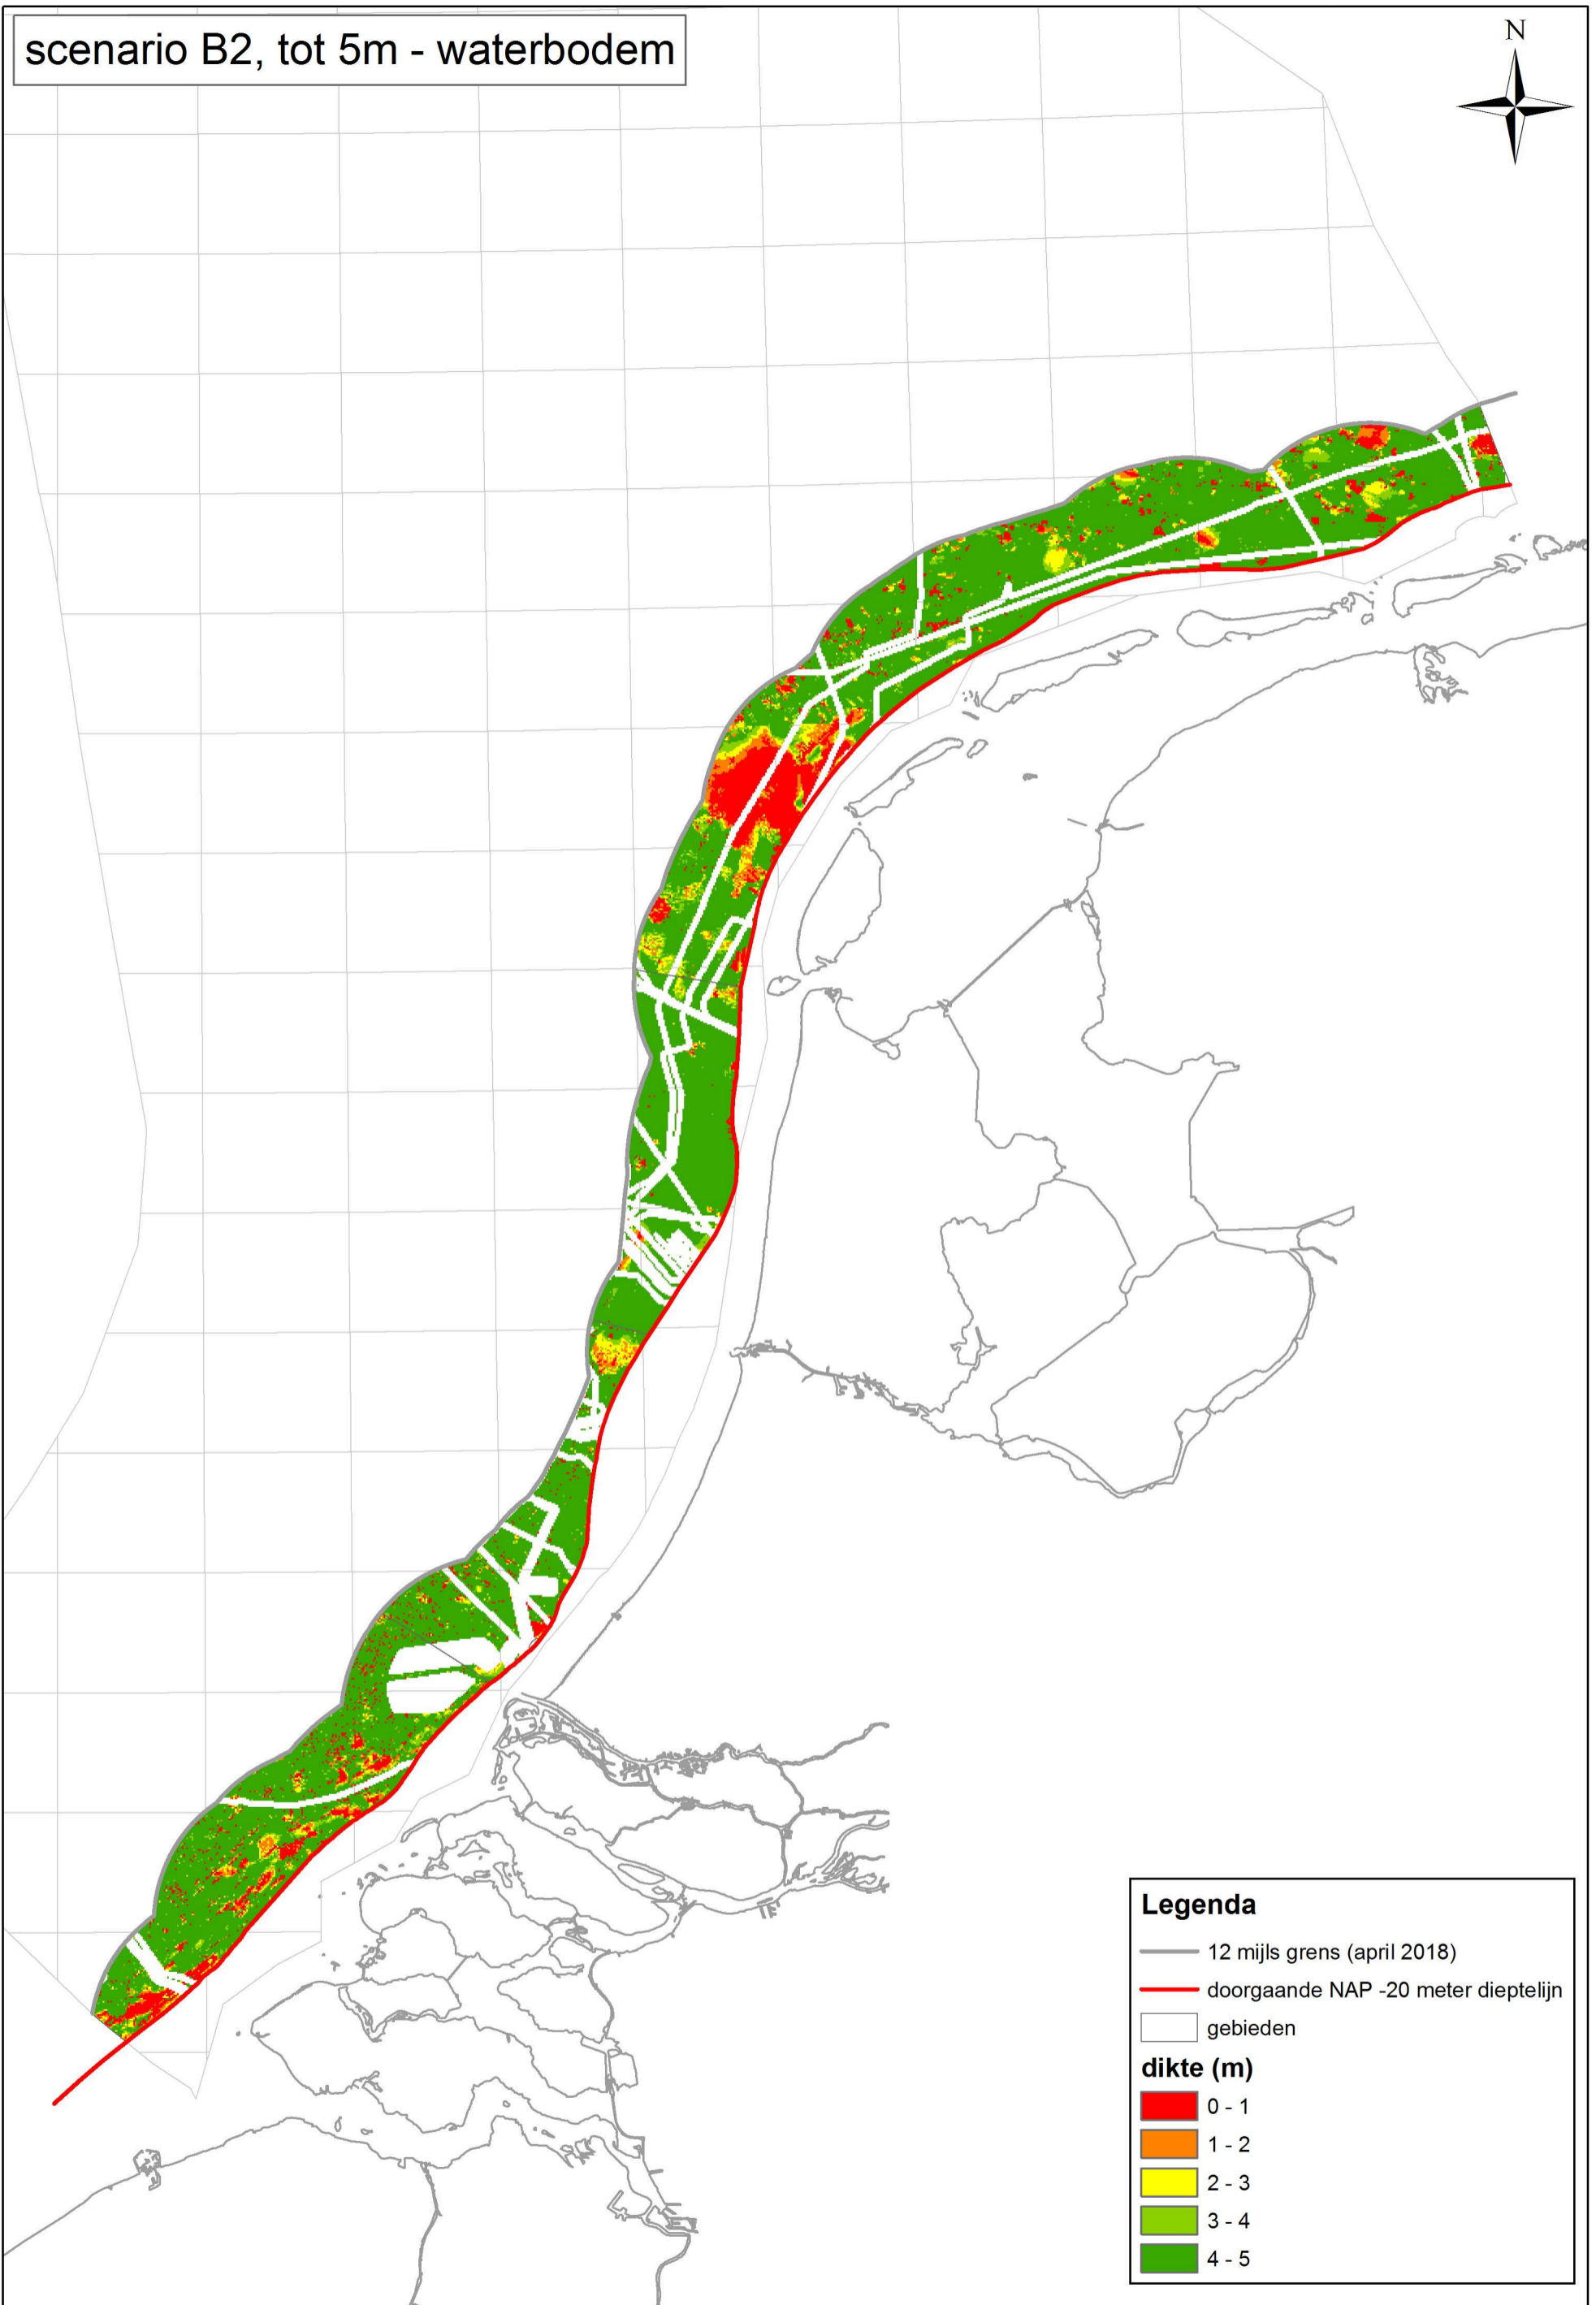 scenario B2, tot 5m - waterbodem
N
Legenda
12 mijls grens (april 2018)
doorgaande NAP -20 meter dieptelijn
gebieden
dikte (m)
0 - 1
1 - 2
2 - 3
3 - 4
4 - 5